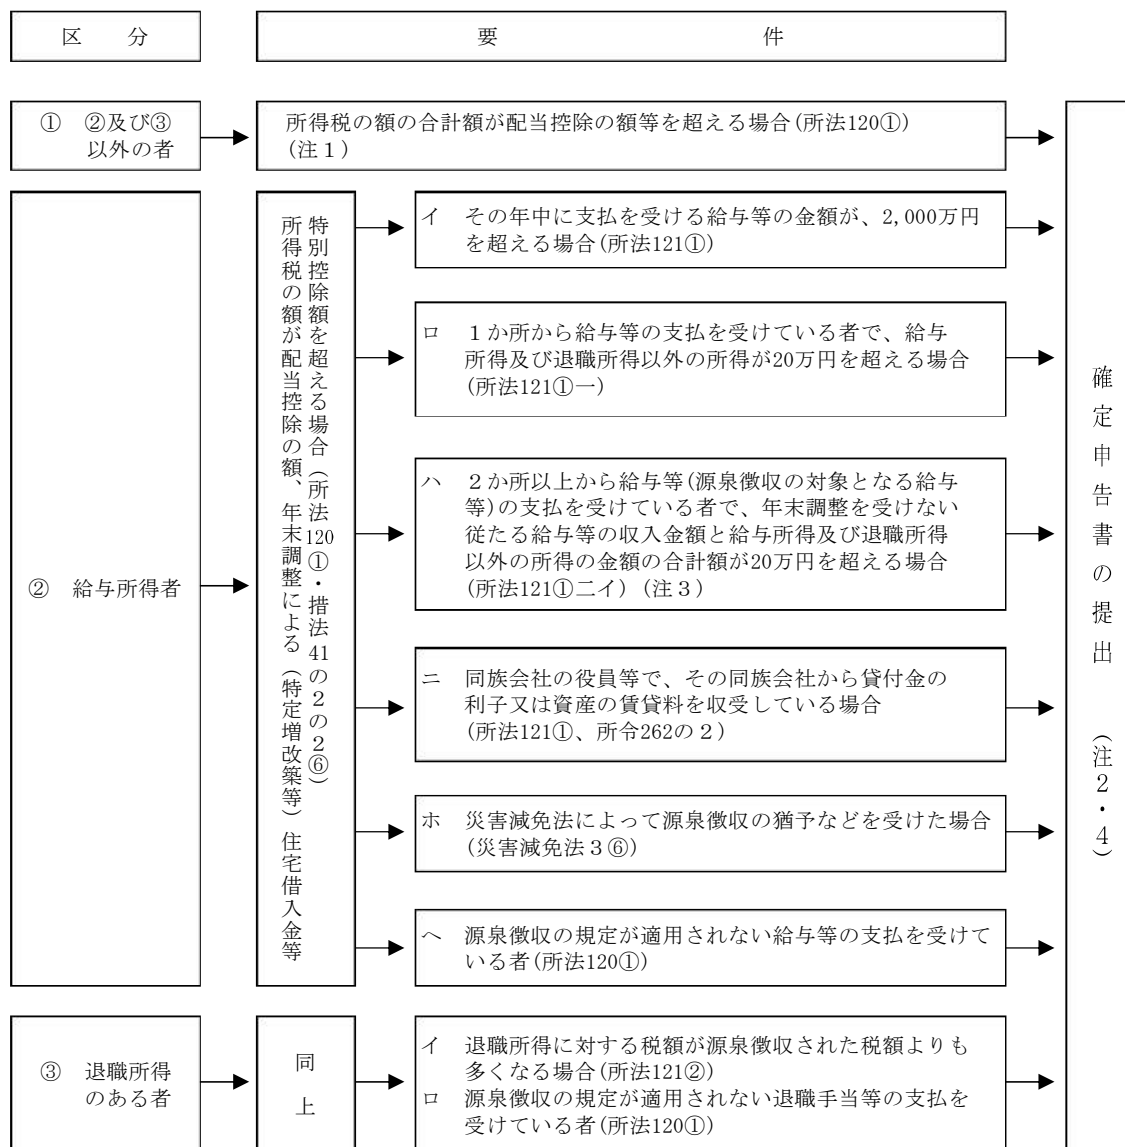 区　分
要　件
①　②及び③
以外の者
所得税の額の合計額が配当控除の額等を超える場合(所法120①)
(注１)
②　給与所得者
所得税の額が配当控除の額、年末調整による（特定増改築等）住宅借入金等
特別控除額を超える場合（所法120①・措法41の２の２⑥）
イ　その年中に支払を受ける給与等の金額が、2,000万円
を超える場合(所法121①)
ロ　１か所から給与等の支払を受けている者で、給与
所得及び退職所得以外の所得が20万円を超える場合
(所法121①一)
ハ　２か所以上から給与等(源泉徴収の対象となる給与
等)の支払を受けている者で、年末調整を受けない
従たる給与等の収入金額と給与所得及び退職所得
以外の所得の金額の合計額が20万円を超える場合
(所法121①二イ) (注３)
ニ　同族会社の役員等で、その同族会社から貸付金の
利子又は資産の賃貸料を収受している場合
(所法121①、所令262の２)
ホ　災害減免法によって源泉徴収の猶予などを受けた場合
(災害減免法３⑥)
ヘ　源泉徴収の規定が適用されない給与等の支払を受けて
いる者(所法120①)
③　退職所得
のある者
同
上
イ　退職所得に対する税額が源泉徴収された税額よりも
多くなる場合(所法121②)
ロ　源泉徴収の規定が適用されない退職手当等の支払を
受けている者(所法120①)
確定申告書の提出　（注２・４）